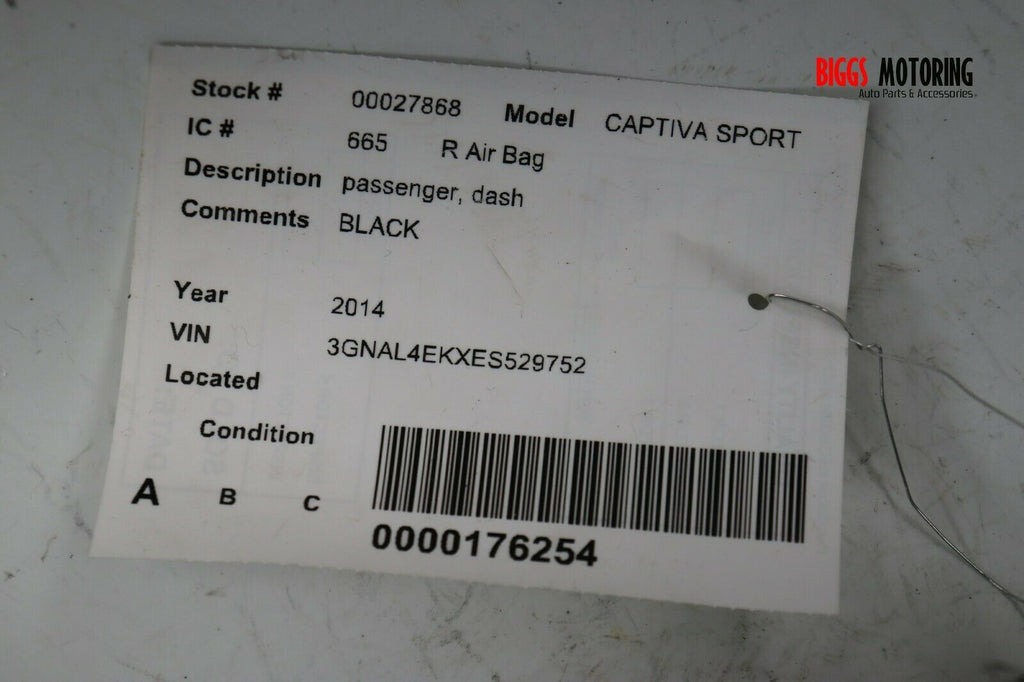 BIGGS MOTORING
Auto Parts & Accessories
Stock # 00027868 Model CAPTIVA SPORT
IC # 665 R Air Bag
Description passenger, dash
Comments BLACK
Year 2014
VIN 3GNAL4EKXES529752
Located
Condition
A B C
0000176254